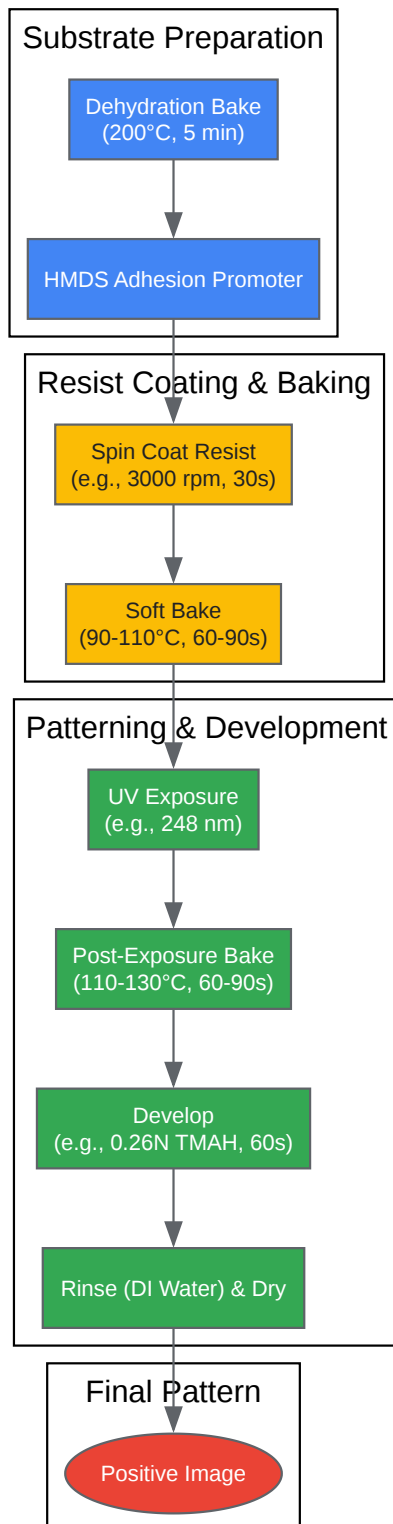 Substrate Preparation
Dehydration Bake
(200°C, 5 min)
HMDS Adhesion Promoter
Resist Coating & Baking
Spin Coat Resist
(e.g., 3000 rpm, 30s)
Soft Bake
(90-110°C, 60-90s)
Patterning & Development
UV Exposure
(e.g., 248 nm)
Post-Exposure Bake
(110-130°C, 60-90s)
Develop
(e.g., 0.26N TMAH, 60s)
Rinse (DI Water) & Dry
Final Pattern
Positive Image